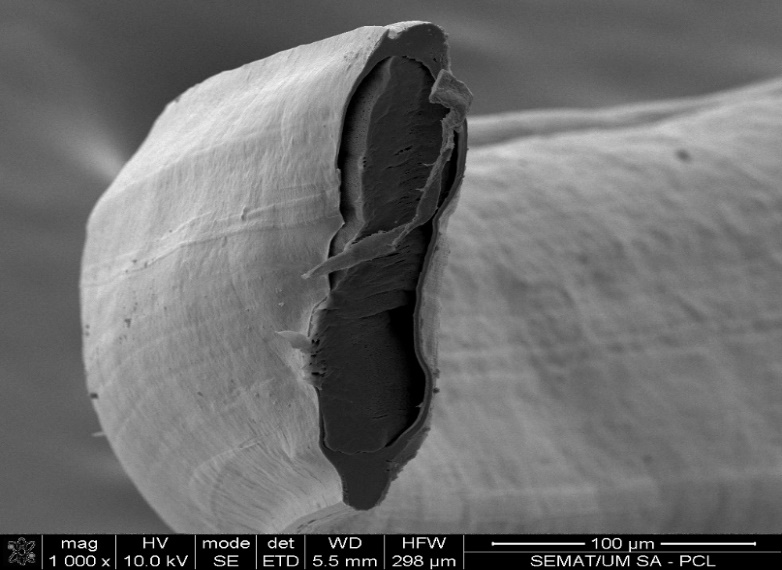 mag HV mode det WD HFW 100 µm
1 000 x 10.0 kV SE ETD 5.5 mm 298 µm SEMAT/UM SA - PCL